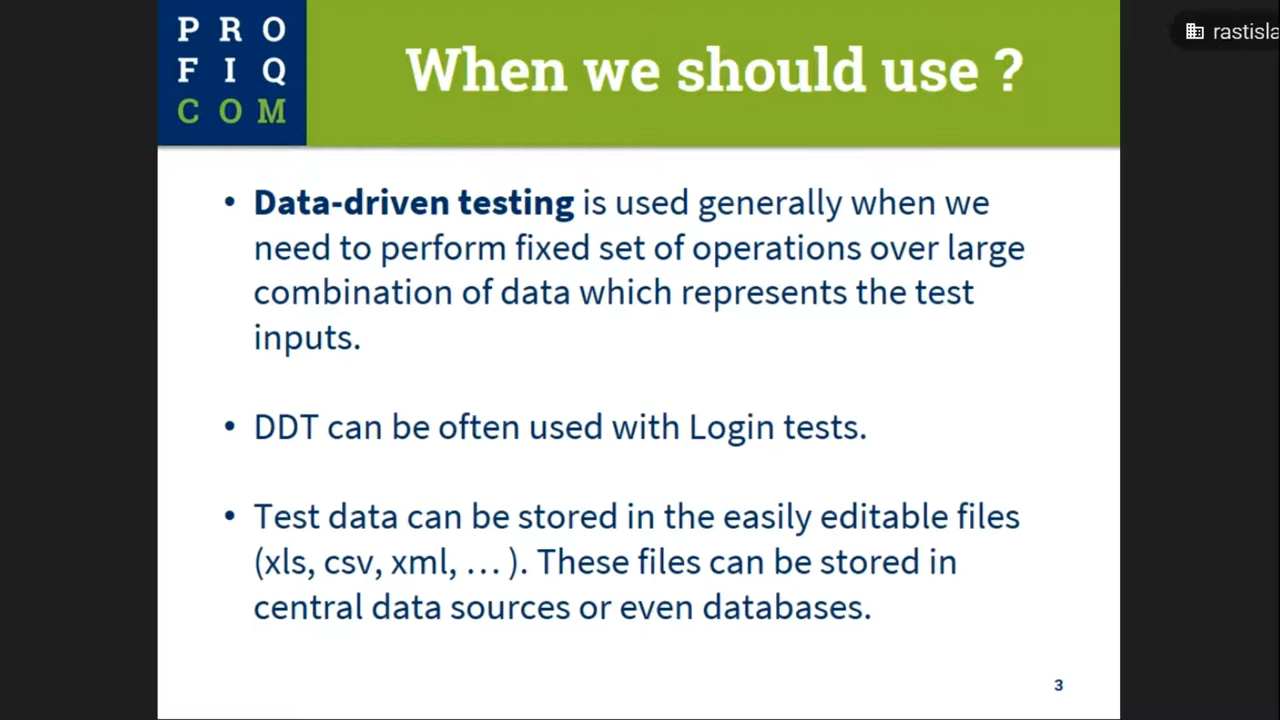 P R O
F I Q
C O M
When we should use ?
rastisla
• Data-driven testing is used generally when we
need to perform fixed set of operations over large
combination of data which represents the test
inputs.
• DDT can be often used with Login tests.
• Test data can be stored in the easily editable files
(xls, csv, xml, … ). These files can be stored in
central data sources or even databases.
3